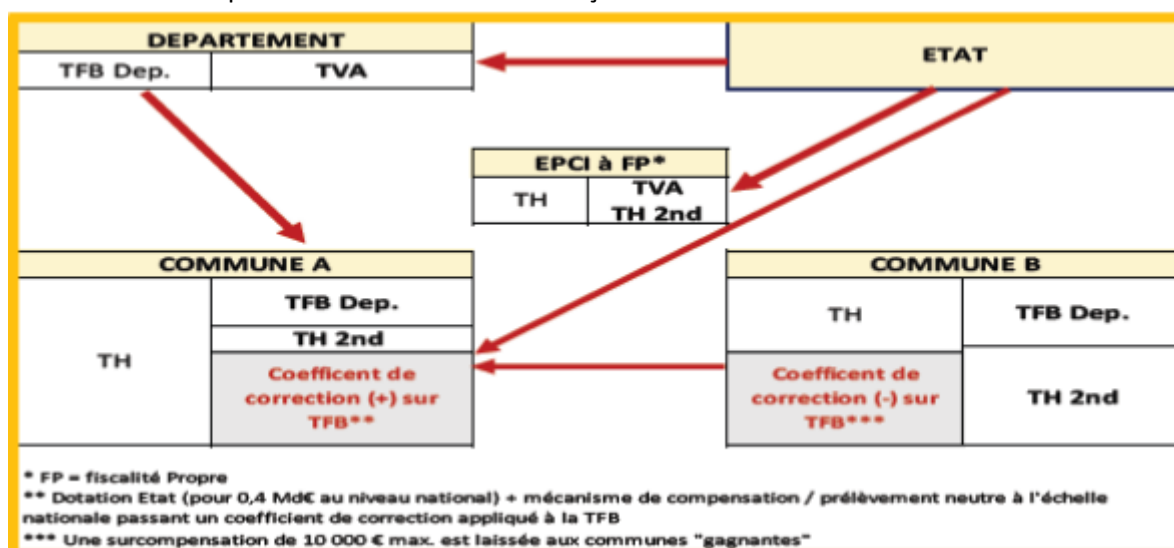 DEPARTEMENT
TFB Dep.
TVA
ETAT
EPCI à FP*
TH
TVA
TH 2nd
COMMUNE A
TH
TFB Dep.
TH 2nd
Coefficent de
correction (+) sur
TFB**
COMMUNE B
TH
Coefficent de
correction (-) sur
TFB***
TFB Dep.
TH 2nd
* FP = fiscalité Propre
** Dotation Etat (pour 0,4 Md€ au niveau national) + mécanisme de compensation / prélèvement neutre à l'échelle
nationale passant un coefficient de correction appliqué à la TFB
*** Une surcompensation de 10 000 € max. est laissée aux communes "gagnantes"